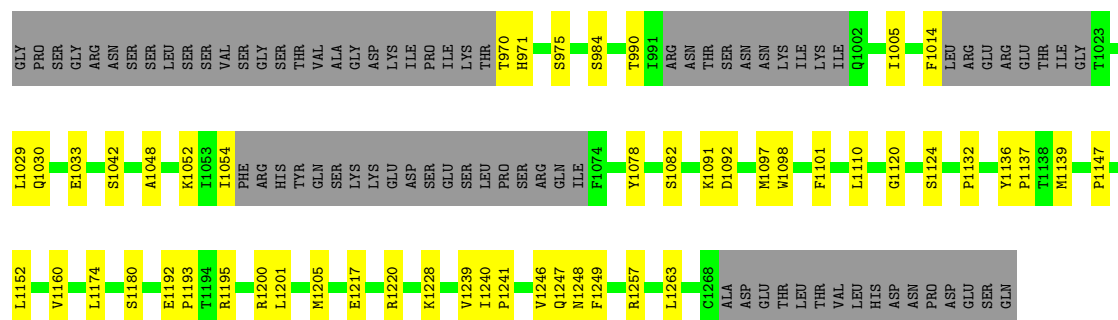 GLY PRO SER GLY ARG ASN SER SER LEU SER SER VAL SER GLY SER THR VAL ALA GLY ASP LYS ILE PRO ILE LYS THR T970 H971 S975 S984 T990 I991 ARG ASN THR SER ASN ASN LYS ILE LYS ILE Q1002 I1005 F1014 LEU ARG GLU ARG GLU THR ILE GLY T1023
L1029 Q1030 E1033 S1042 A1048 K1052 I1053 I1054 PHE ARG HIS TYR GLN SER LYS LYS GLU ASP SER GLU SER LEU PRO SER ARG GLN ILE F1074 Y1078 S1082 K1091 D1092 M1097 W1098 F1101 L1110 G1120 S1124 P1132 Y1136 P1137 T1138 M1139 P1147
L1152 V1160 L1174 S1180 E1192 P1193 T1194 R1195 R1200 L1201 M1205 E1217 R1220 K1228 V1239 I1240 P1241 V1246 Q1247 N1248 F1249 R1257 L1263 C1268 ALA ASP GLU THR LEU THR VAL LEU HIS ASP ASN PRO ASP GLU SER GLN